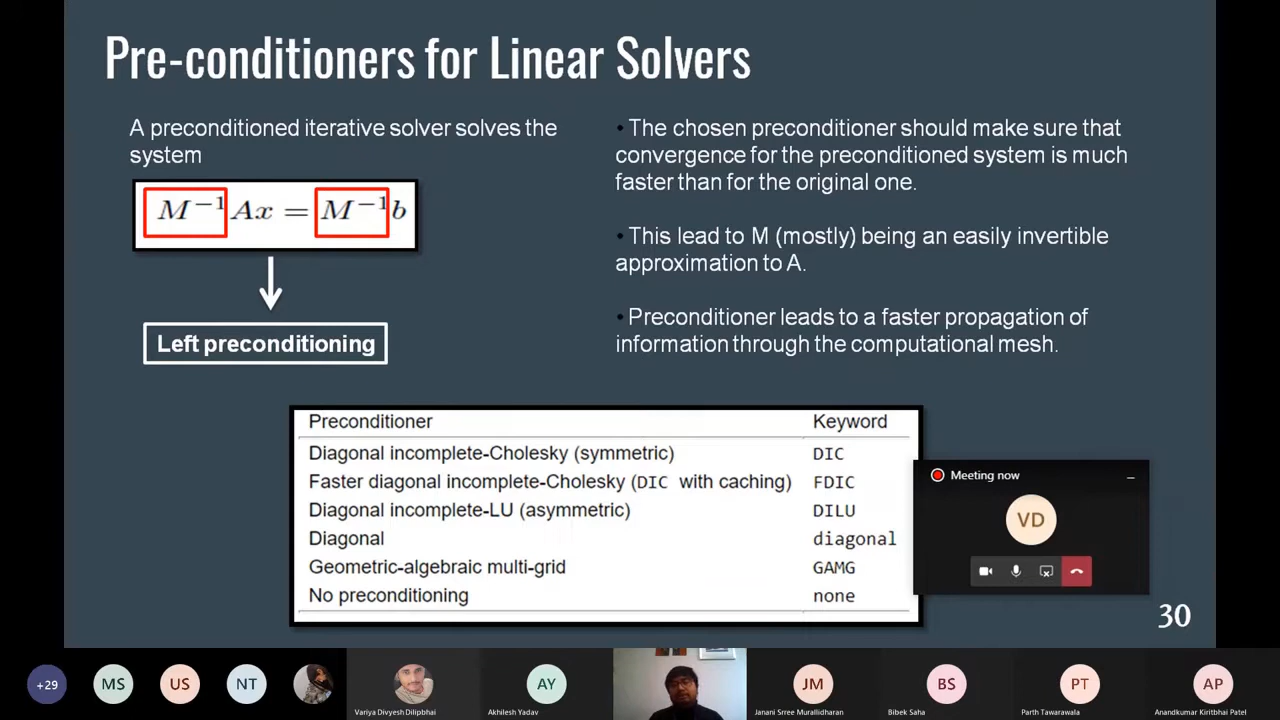 Pre-conditioners for Linear Solvers
A preconditioned iterative solver solves the
system
M⁻¹Ax = M⁻¹b
Left preconditioning
• The chosen preconditioner should make sure that
convergence for the preconditioned system is much
faster than for the original one.
• This lead to M (mostly) being an easily invertible
approximation to A.
• Preconditioner leads to a faster propagation of
information through the computational mesh.
Preconditioner Keyword
Diagonal incomplete-Cholesky (symmetric) DIC
Faster diagonal incomplete-Cholesky (DIC with caching) FDIC
Diagonal incomplete-LU (asymmetric) DILU
Diagonal diagonal
Geometric-algebraic multi-grid GAMG
No preconditioning none
Meeting now
VD
30
+29 MS US NT AY JM BS PT AP
Variya Divyesh Dilipbhai Akhilesh Yadav Janani Srree Murallidharan Bibek Saha Parth Tawarawala Anandkumar Kiritbhai Patel